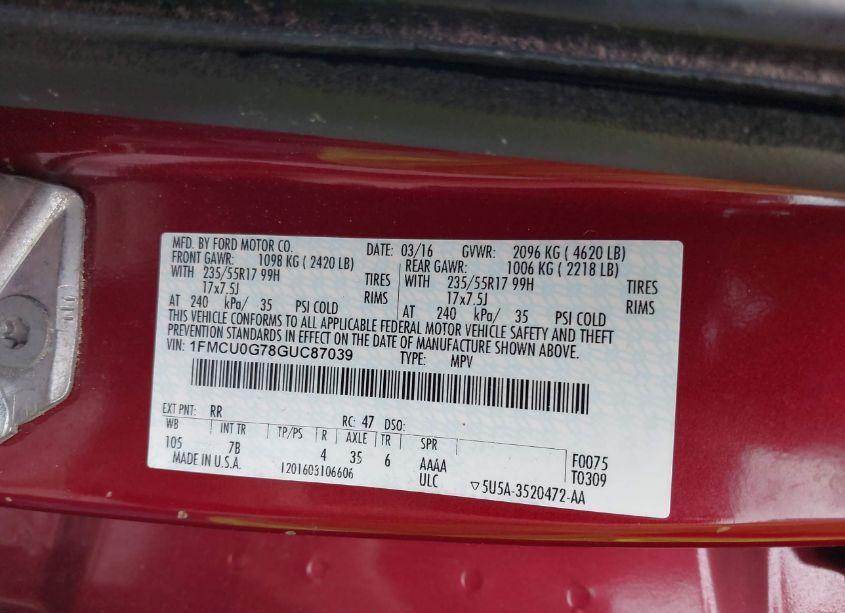 MFD. BY FORD MOTOR CO. DATE: 03/16 GVWR: 2096 KG ( 4620 LB)
FRONT GAWR: 1098 KG ( 2420 LB) REAR GAWR: 1006 KG ( 2218 LB)
WITH 235/55R17 99H TIRES WITH 235/55R17 99H TIRES
17x7.5J RIMS 17x7.5J RIMS
AT 240 kPa/ 35 PSI COLD AT 240 kPa/ 35 PSI COLD
THIS VEHICLE CONFORMS TO ALL APPLICABLE FEDERAL MOTOR VEHICLE SAFETY AND THEFT
PREVENTION STANDARDS IN EFFECT ON THE DATE OF MANUFACTURE SHOWN ABOVE.
VIN: 1FMCU0G78GUC87039 TYPE: MPV
EXT PNT: RR RC: 47 DSO:
WB INT TR TP/PS R AXLE TR SPR
105 7B 4 35 6 AAAA F0075
MADE IN U.S.A. 1201603106606 ULC ▽5U5A-3520472-AA T0309